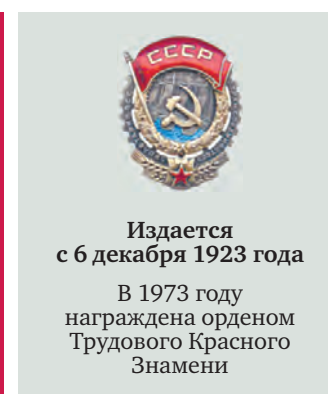 СССР
Издается
с 6 декабря 1923 года
В 1973 году
награждена орденом
Трудового Красного
Знамени